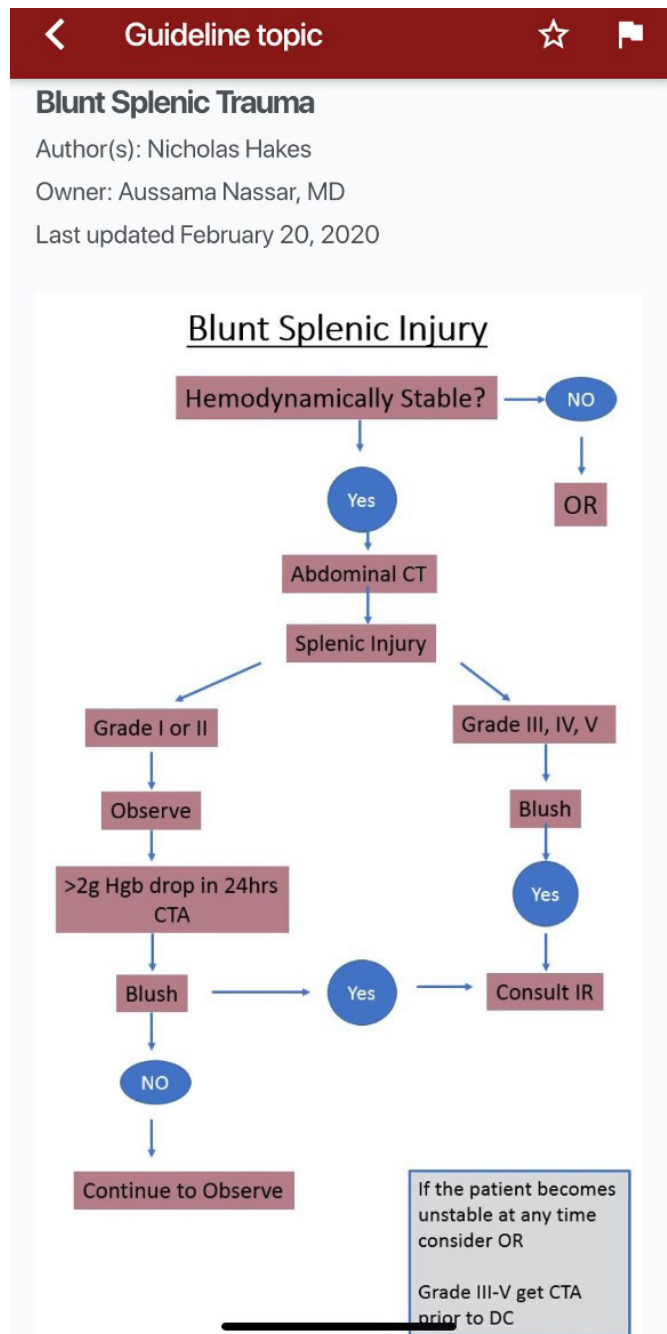 Guideline topic
Blunt Splenic Trauma
Author(s): Nicholas Hakes
Owner: Aussama Nassar, MD
Last updated February 20, 2020
Blunt Splenic Injury
Hemodynamically Stable?
NO
Yes
OR
Abdominal CT
Splenic Injury
Grade I or II
Grade III, IV, V
Observe
Blush
>2g Hgb drop in 24hrs
CTA
Yes
Blush
Yes
Consult IR
NO
Continue to Observe
If the patient becomes
unstable at any time
consider OR
Grade III-V get CTA
prior to DC